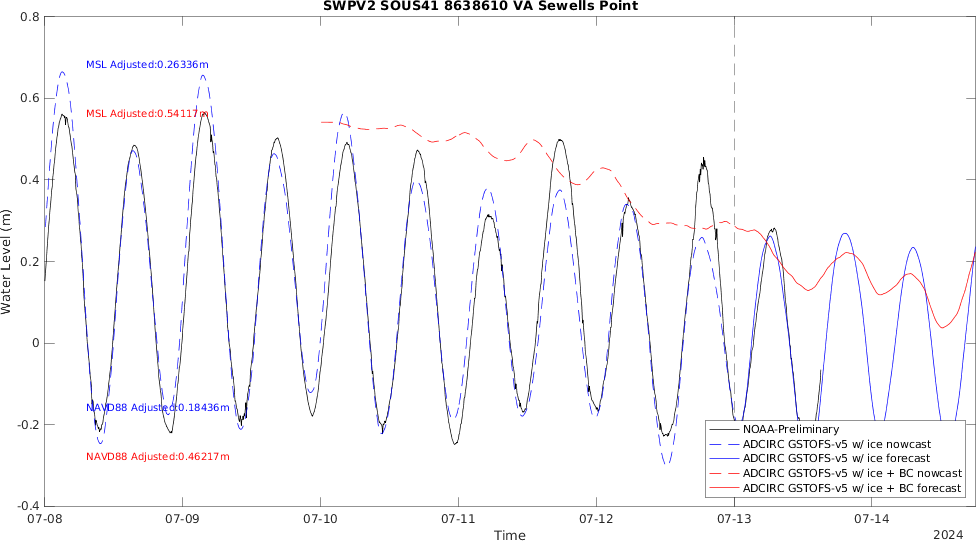 SWPV2 SOUS41 8638610 VA Sewells Point
0.8
0.6
0.4
0.2
0
-0.2
-0.4
Water Level (m)
MSL Adjusted:0.26336m
MSL Adjusted:0.54117m
NAVD88 Adjusted:0.18436m
NAVD88 Adjusted:0.46217m
NOAA-Preliminary
ADCIRC GSTOFS-v5 w/ ice nowcast
ADCIRC GSTOFS-v5 w/ ice forecast
ADCIRC GSTOFS-v5 w/ ice + BC nowcast
ADCIRC GSTOFS-v5 w/ ice + BC forecast
07-08 07-09 07-10 07-11 07-12 07-13 07-14
Time
2024